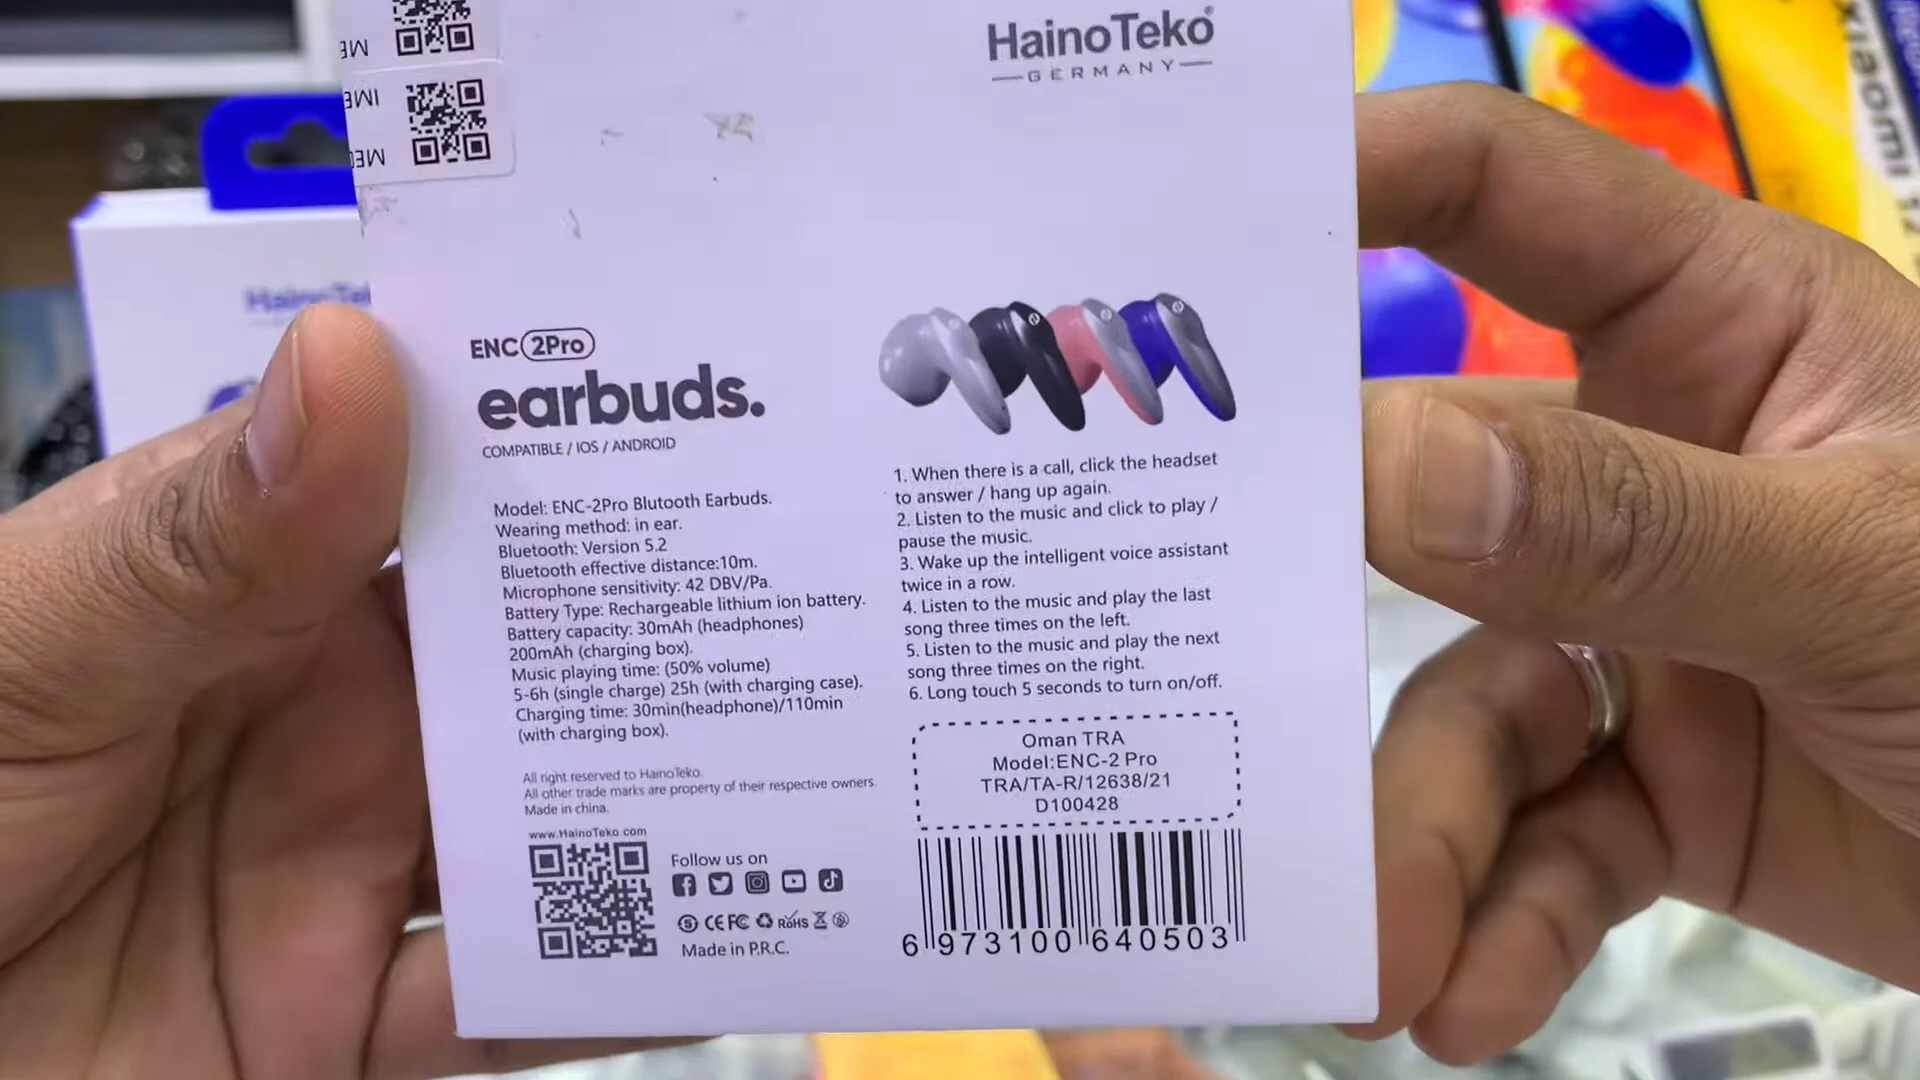 HainoTeko®
GERMANY
IME
ENC 2Pro
earbuds.
COMPATIBLE / IOS / ANDROID
Model: ENC-2Pro Blutooth Earbuds.
Wearing method: in ear.
Bluetooth: Version 5.2
Bluetooth effective distance:10m.
Microphone sensitivity: 42 DBV/Pa.
Battery Type: Rechargeable lithium ion battery.
Battery capacity: 30mAh (headphones)
200mAh (charging box).
Music playing time: (50% volume)
5-6h (single charge) 25h (with charging case).
Charging time: 30min(headphone)/110min
(with charging box).
All right reserved to HainoTeko.
All other trade marks are property of their respective owners.
Made in china.
www.HainoTeko.com
Follow us on
CE FC RoHS
Made in P.R.C.
1. When there is a call, click the headset
to answer / hang up again.
2. Listen to the music and click to play /
pause the music.
3. Wake up the intelligent voice assistant
twice in a row.
4. Listen to the music and play the last
song three times on the left.
5. Listen to the music and play the next
song three times on the right.
6. Long touch 5 seconds to turn on/off.
Oman TRA
Model:ENC-2 Pro
TRA/TA-R/12638/21
D100428
6 973100 640503
xiaomi 12